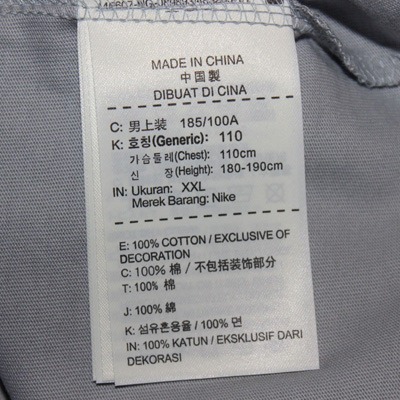 MADE IN CHINA
中国製
DIBUAT DI CINA
C: 男上装 185/100A
K: 호칭(Generic): 110
가슴둘레(Chest): 110cm
신 장(Height): 180-190cm
IN: Ukuran: XXL
Merek Barang: Nike
E: 100% COTTON / EXCLUSIVE OF
DECORATION
C: 100% 棉 / 不包括装饰部分
T: 100% 棉
J: 100% 綿
K: 섬유혼용율 / 100% 면
IN: 100% KATUN / EKSKLUSIF DARI
DEKORASI